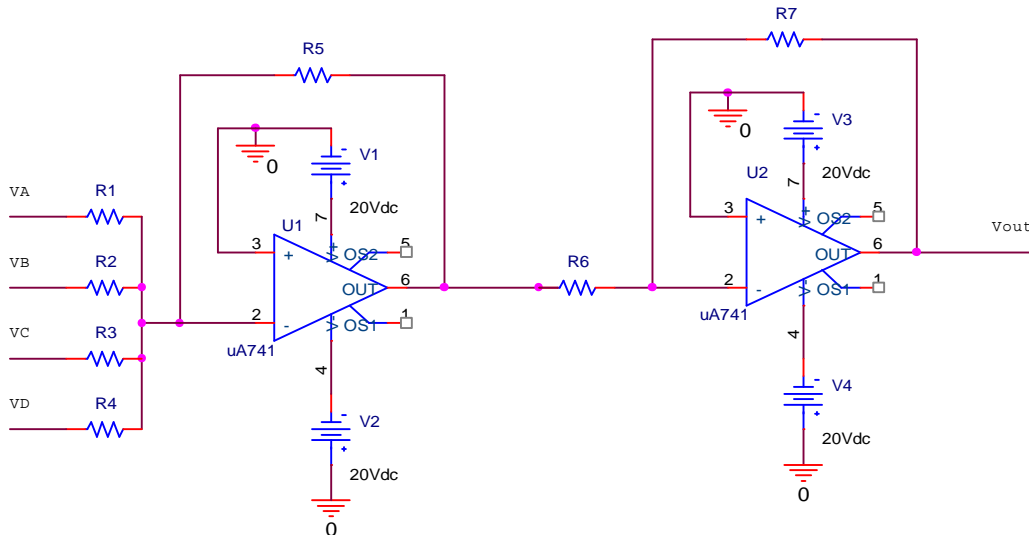 R7
R5
V3
0
V1
0
20Vdc
U2
7
VA
R1
20Vdc
3
+
V+
OS2
5
7
U1
VB
R2
3
+
V+
OS2
5
OUT
6
Vout
R6
OUT
6
2
-
V-
OS1
1
uA741
VC
R3
2
-
V-
OS1
1
uA741
4
4
VD
R4
V4
V2
20Vdc
20Vdc
0
0